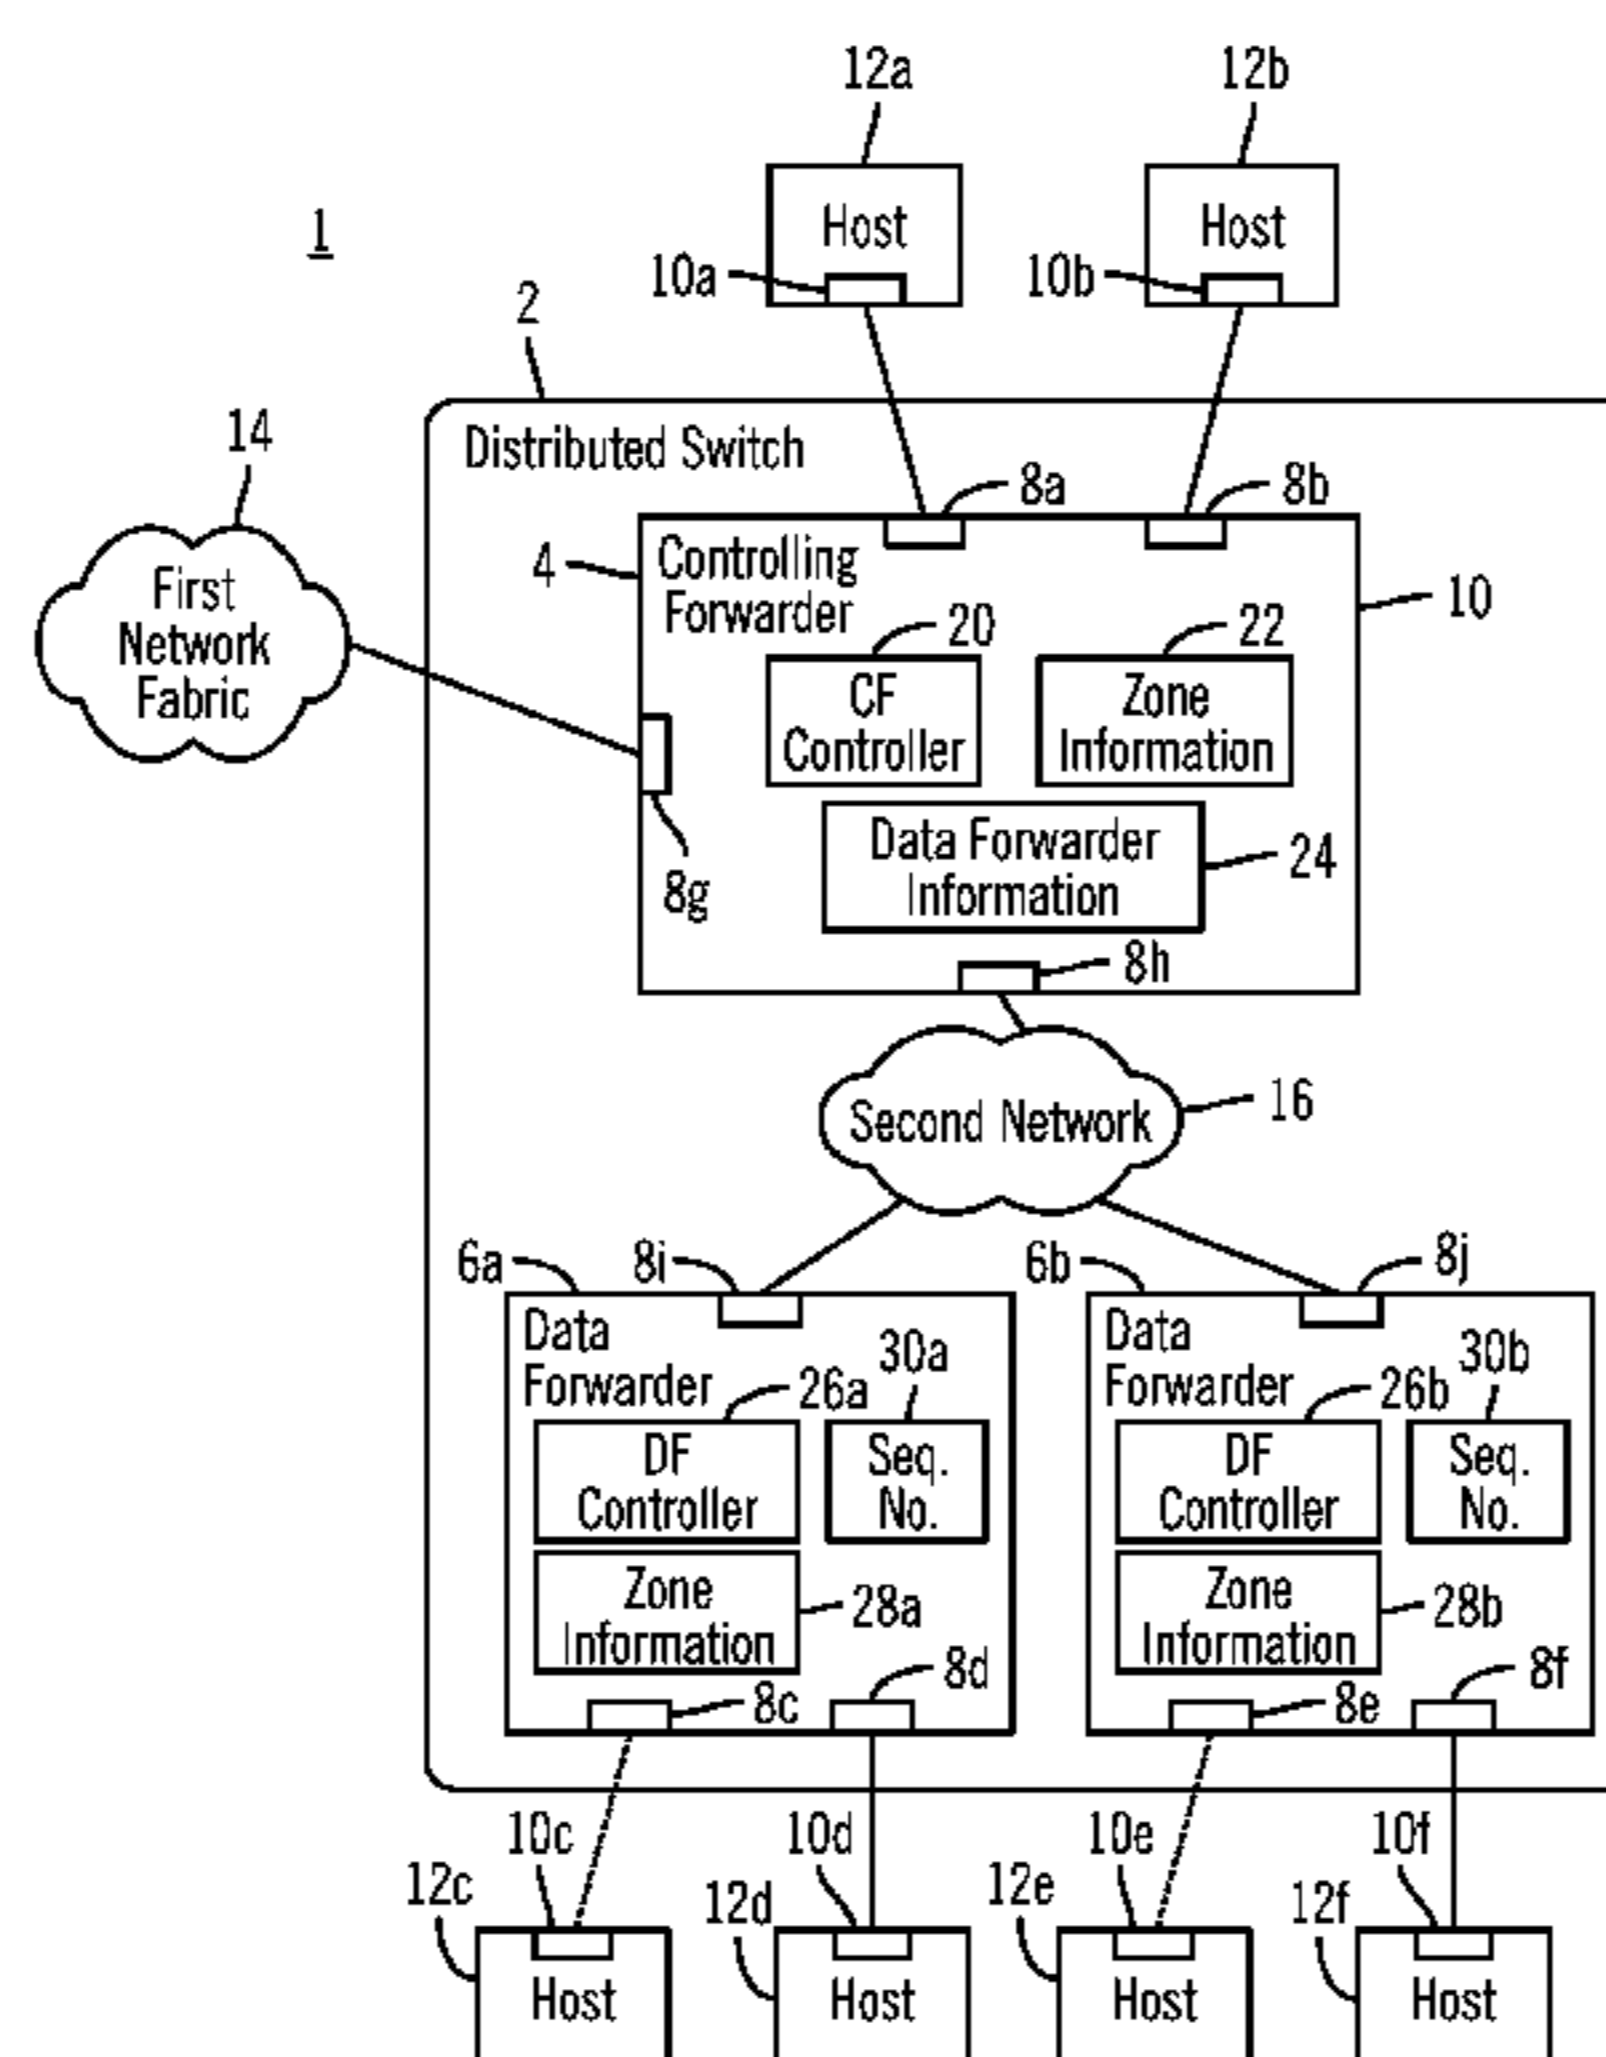 12a
12b
1
Host
Host
10a
10b
2
14
Distributed Switch
8a
8b
First
Network
Fabric
4
Controlling
Forwarder
10
20
22
CF
Controller
Zone
Information
Data Forwarder
Information
24
8g
8h
Second Network
16
6a
8i
6b
8j
Data
Forwarder
30a
26a
DF
Controller
Seq.
No.
Zone
Information
28a
8d
8c
Data
Forwarder
30b
26b
DF
Controller
Seq.
No.
Zone
Information
28b
8f
8e
10c
10d
10e
10f
12c
12d
12e
12f
Host
Host
Host
Host